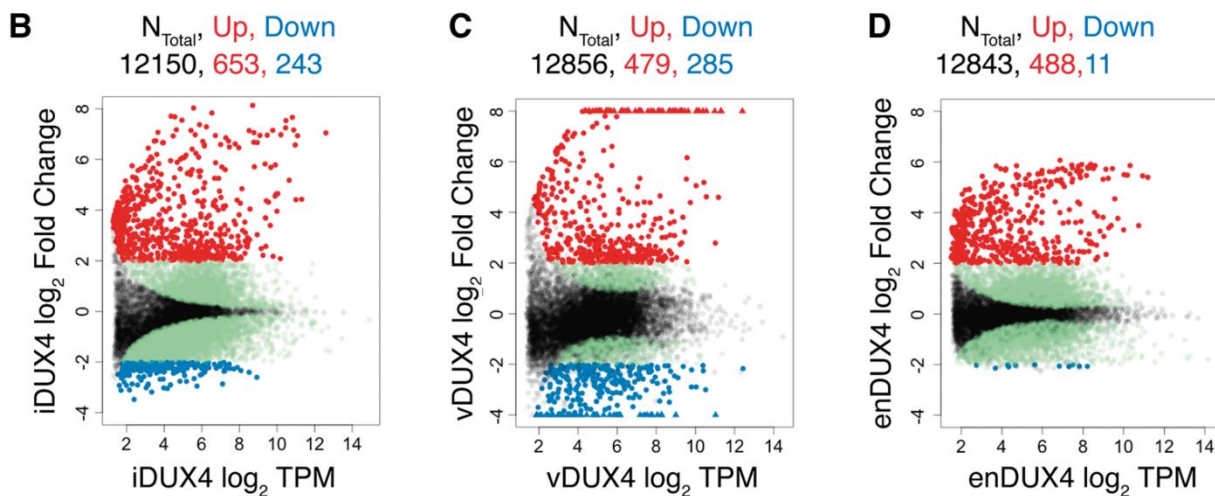 B
N_Total, Up, Down
12150, 653, 243
iDUX4 log₂ Fold Change
8
6
4
2
0
-2
-4
2 4 6 8 10 12 14
iDUX4 log₂ TPM
C
N_Total, Up, Down
12856, 479, 285
vDUX4 log₂ Fold Change
8
6
4
2
0
-2
-4
2 4 6 8 10 12 14
vDUX4 log₂ TPM
D
N_Total, Up, Down
12843, 488,11
enDUX4 log₂ Fold Change
8
6
4
2
0
-2
-4
2 4 6 8 10 12 14
enDUX4 log₂ TPM